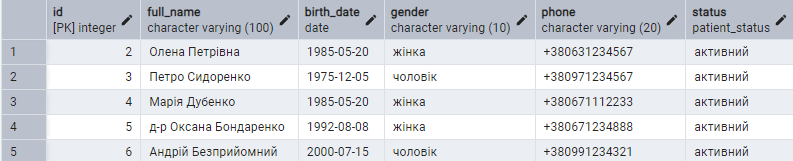 id full_name birth_date gender phone status
[PK] integer character varying (100) date character varying (10) character varying (20) patient_status
1 2 Олена Петрівна 1985-05-20 жінка +380631234567 активний
2 3 Петро Сидоренко 1975-12-05 чоловік +380971234567 активний
3 4 Марія Дубенко 1985-05-20 жінка +380671112233 активний
4 5 д-р Оксана Бондаренко 1992-08-08 жінка +380671234888 активний
5 6 Андрій Безприйомний 2000-07-15 чоловік +380991234321 активний